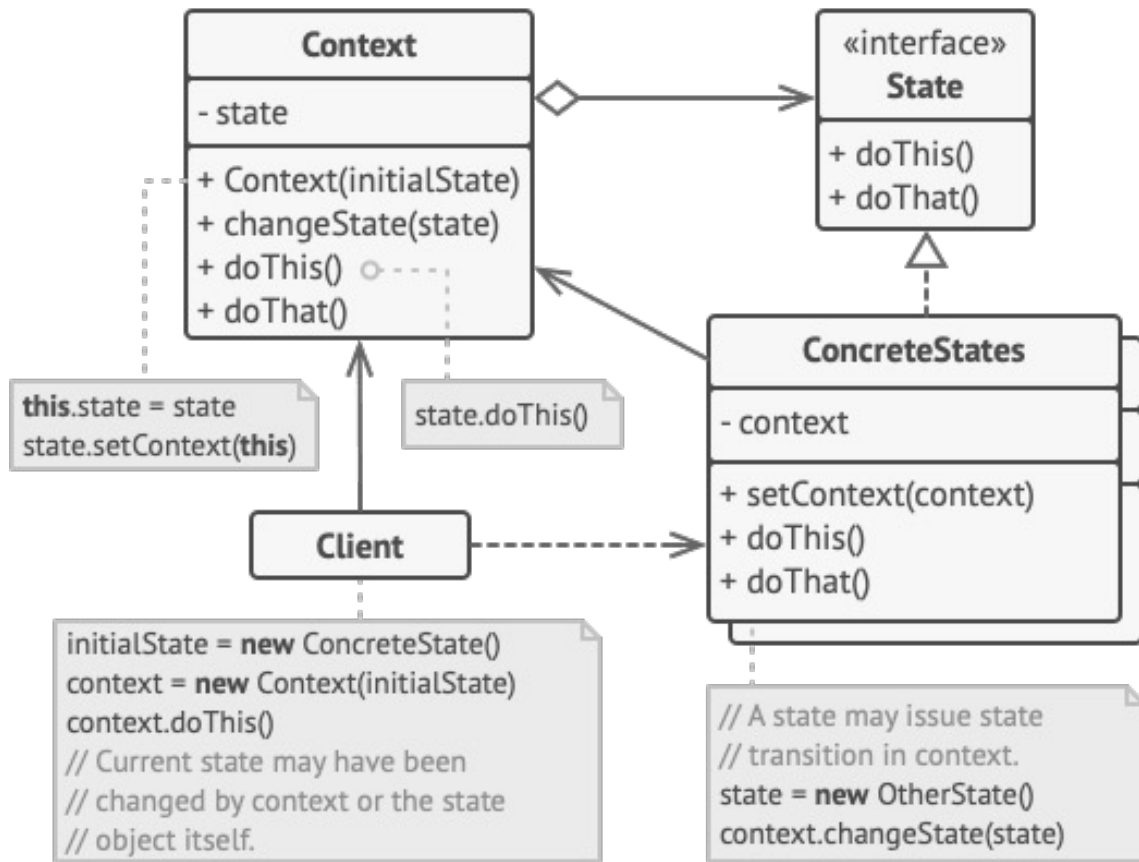 Context
- state
+ Context(initialState)
+ changeState(state)
+ doThis()
+ doThat()
«interface»
State
+ doThis()
+ doThat()
this.state = state
state.setContext(this)
state.doThis()
ConcreteStates
- context
+ setContext(context)
+ doThis()
+ doThat()
Client
initialState = new ConcreteState()
context = new Context(initialState)
context.doThis()
// Current state may have been
// changed by context or the state
// object itself.
// A state may issue state
// transition in context.
state = new OtherState()
context.changeState(state)